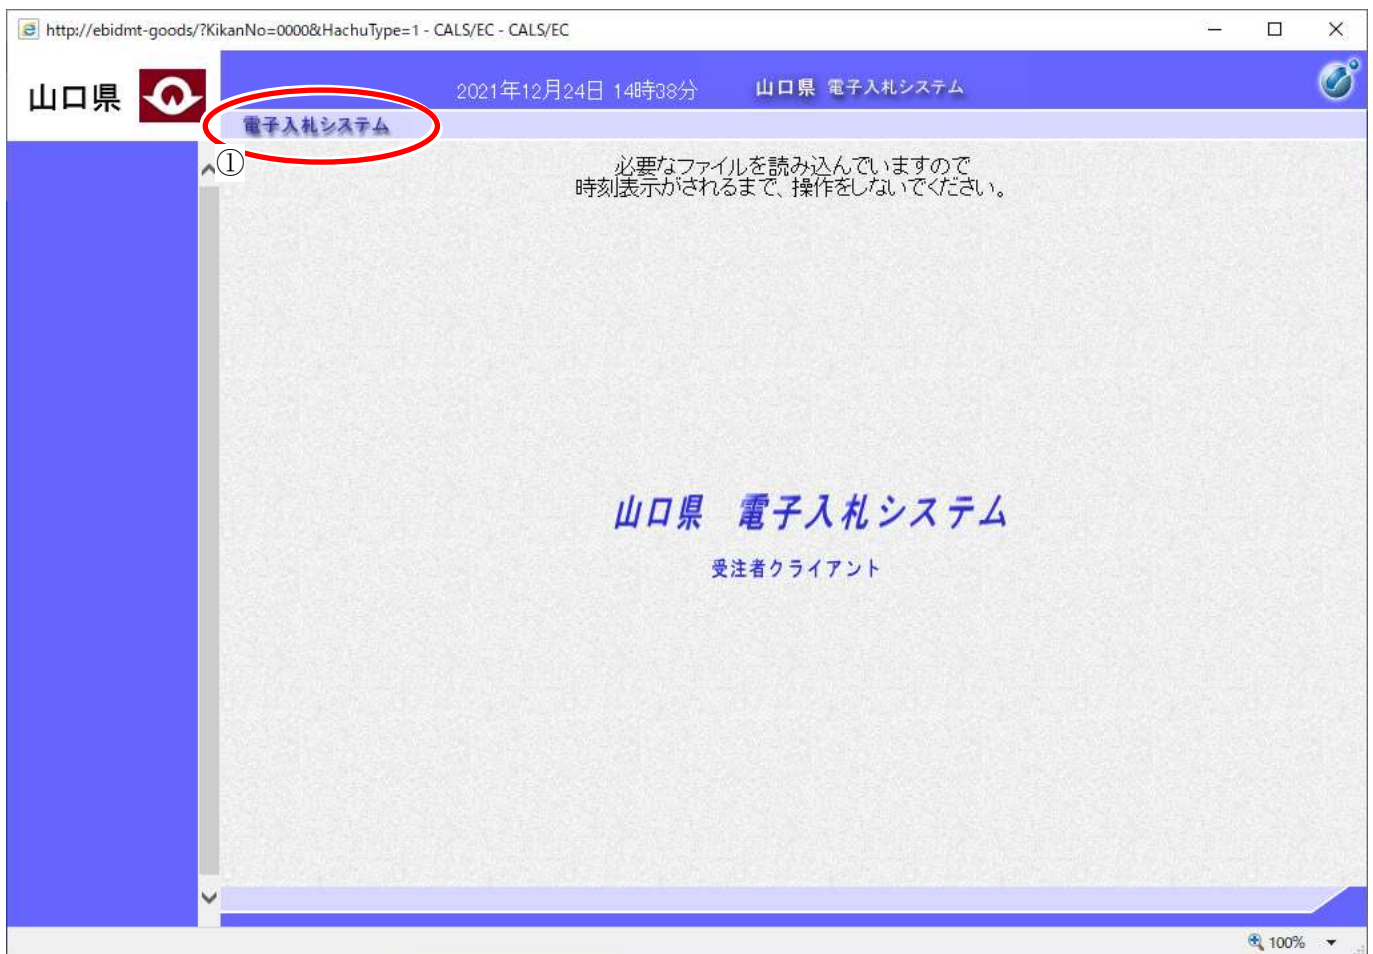 http://ebidmt-goods/?KikanNo=0000&HachuType=1 - CALS/EC - CALS/EC
山口県
2021年12月24日 14時38分
山口県 電子入札システム
電子入札システム
①
必要なファイルを読み込んでいますので
時刻表示がされるまで、操作をしないでください。
山口県 電子入札システム
受注者クライアント
100%